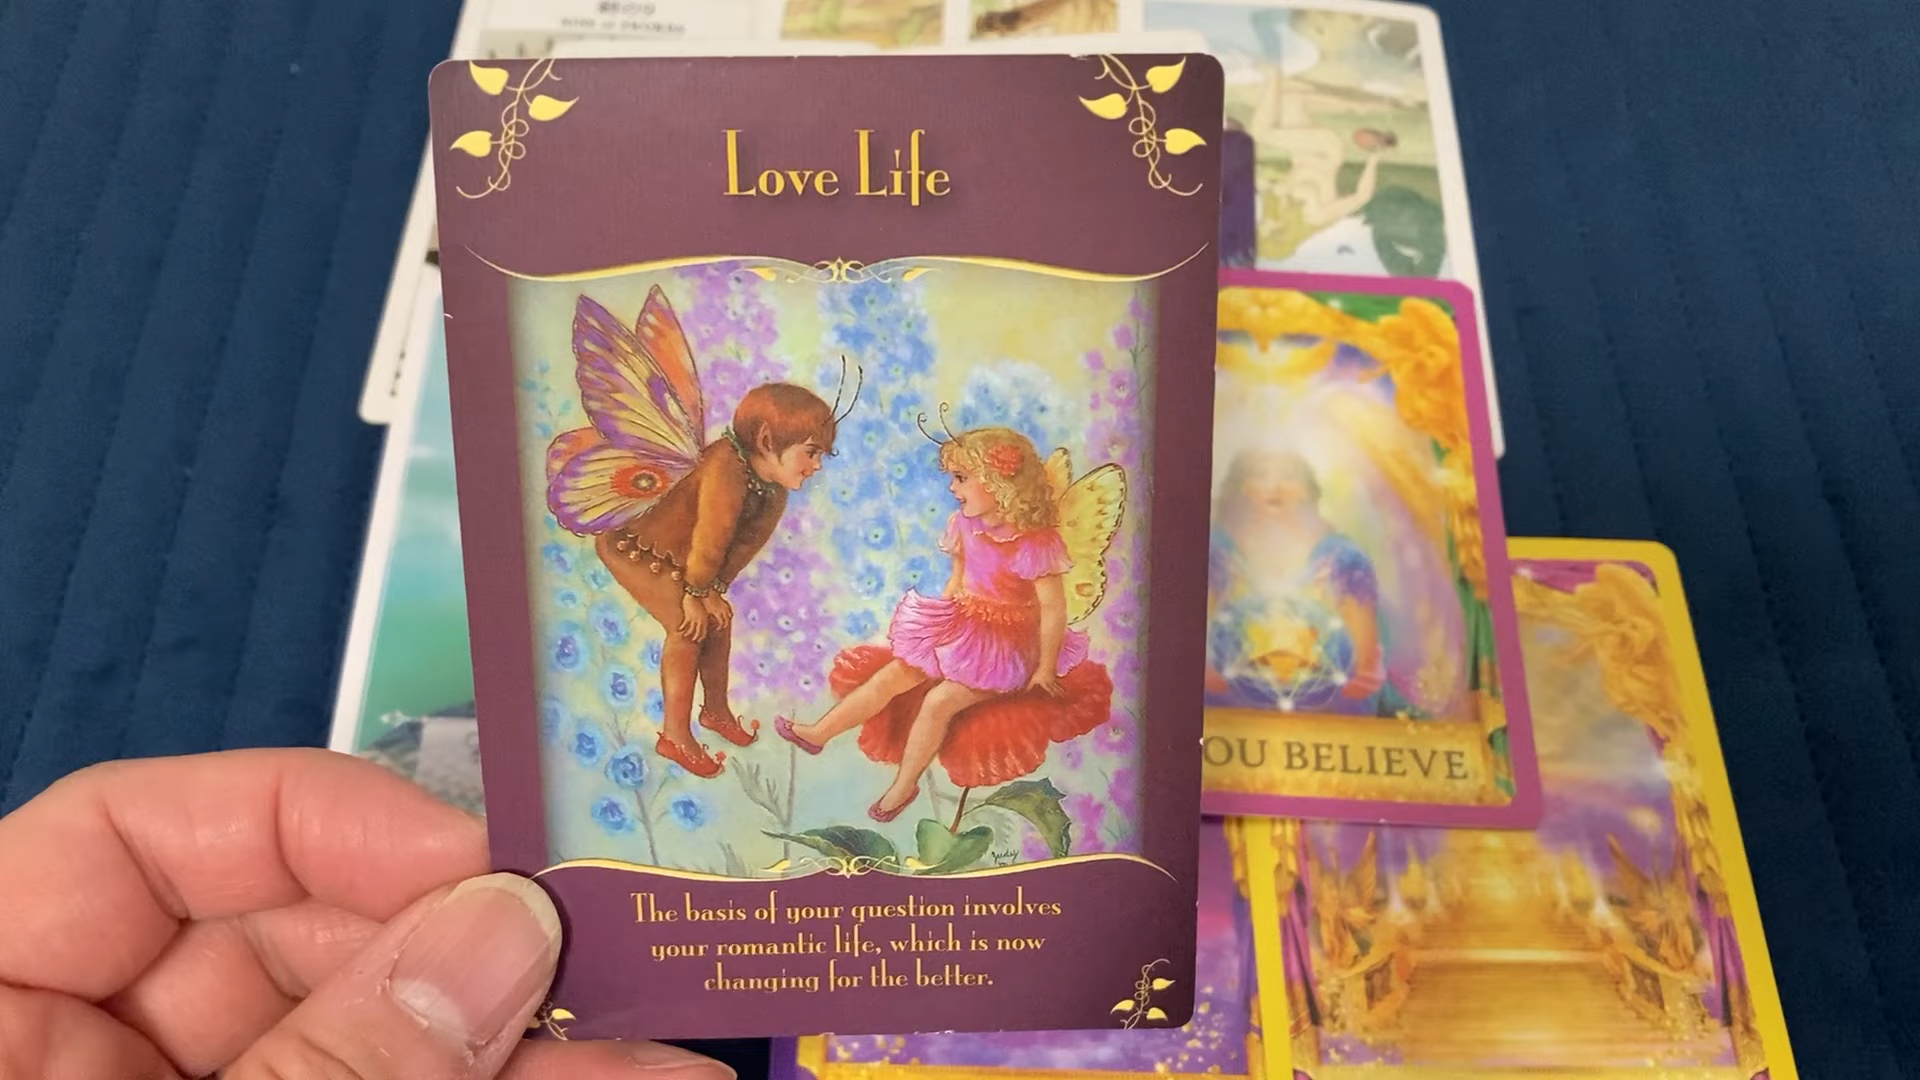 Love Life
The basis of your question involves
your romantic life, which is now
changing for the better.
OU BELIEVE
Judy